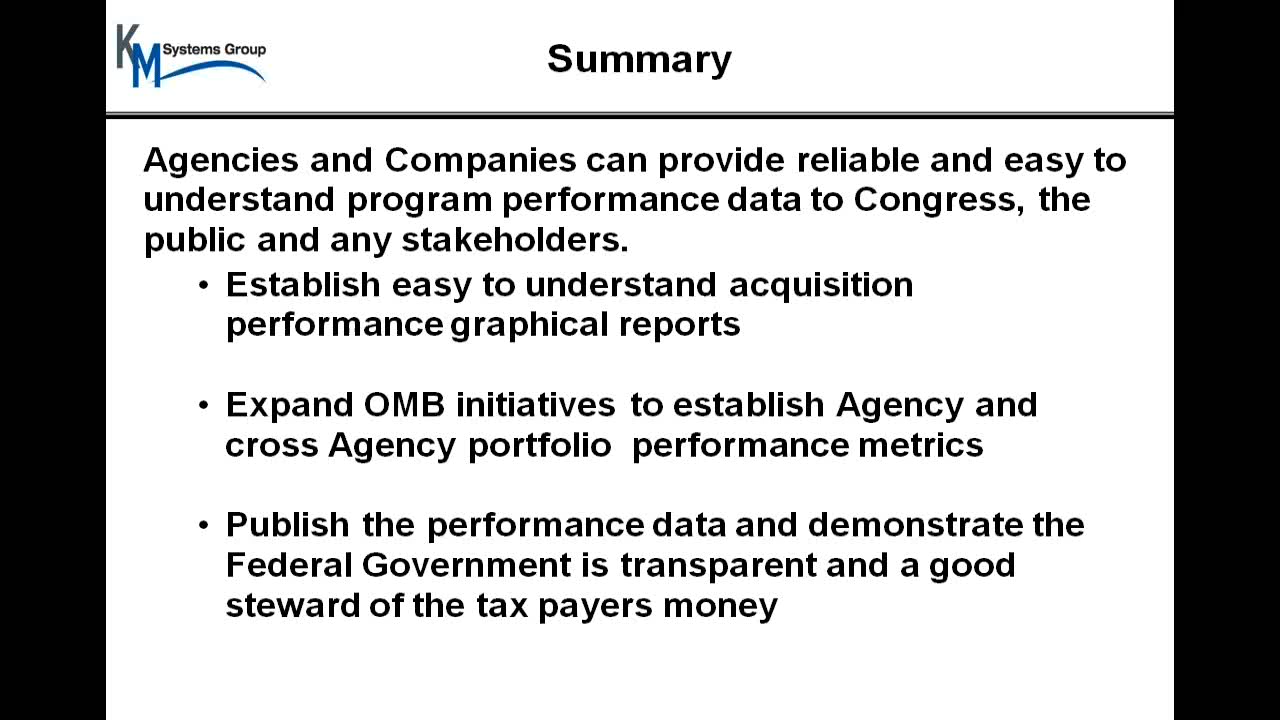 KM Systems Group
Summary
Agencies and Companies can provide reliable and easy to
understand program performance data to Congress, the
public and any stakeholders.
• Establish easy to understand acquisition
performance graphical reports
• Expand OMB initiatives to establish Agency and
cross Agency portfolio performance metrics
• Publish the performance data and demonstrate the
Federal Government is transparent and a good
steward of the tax payers money